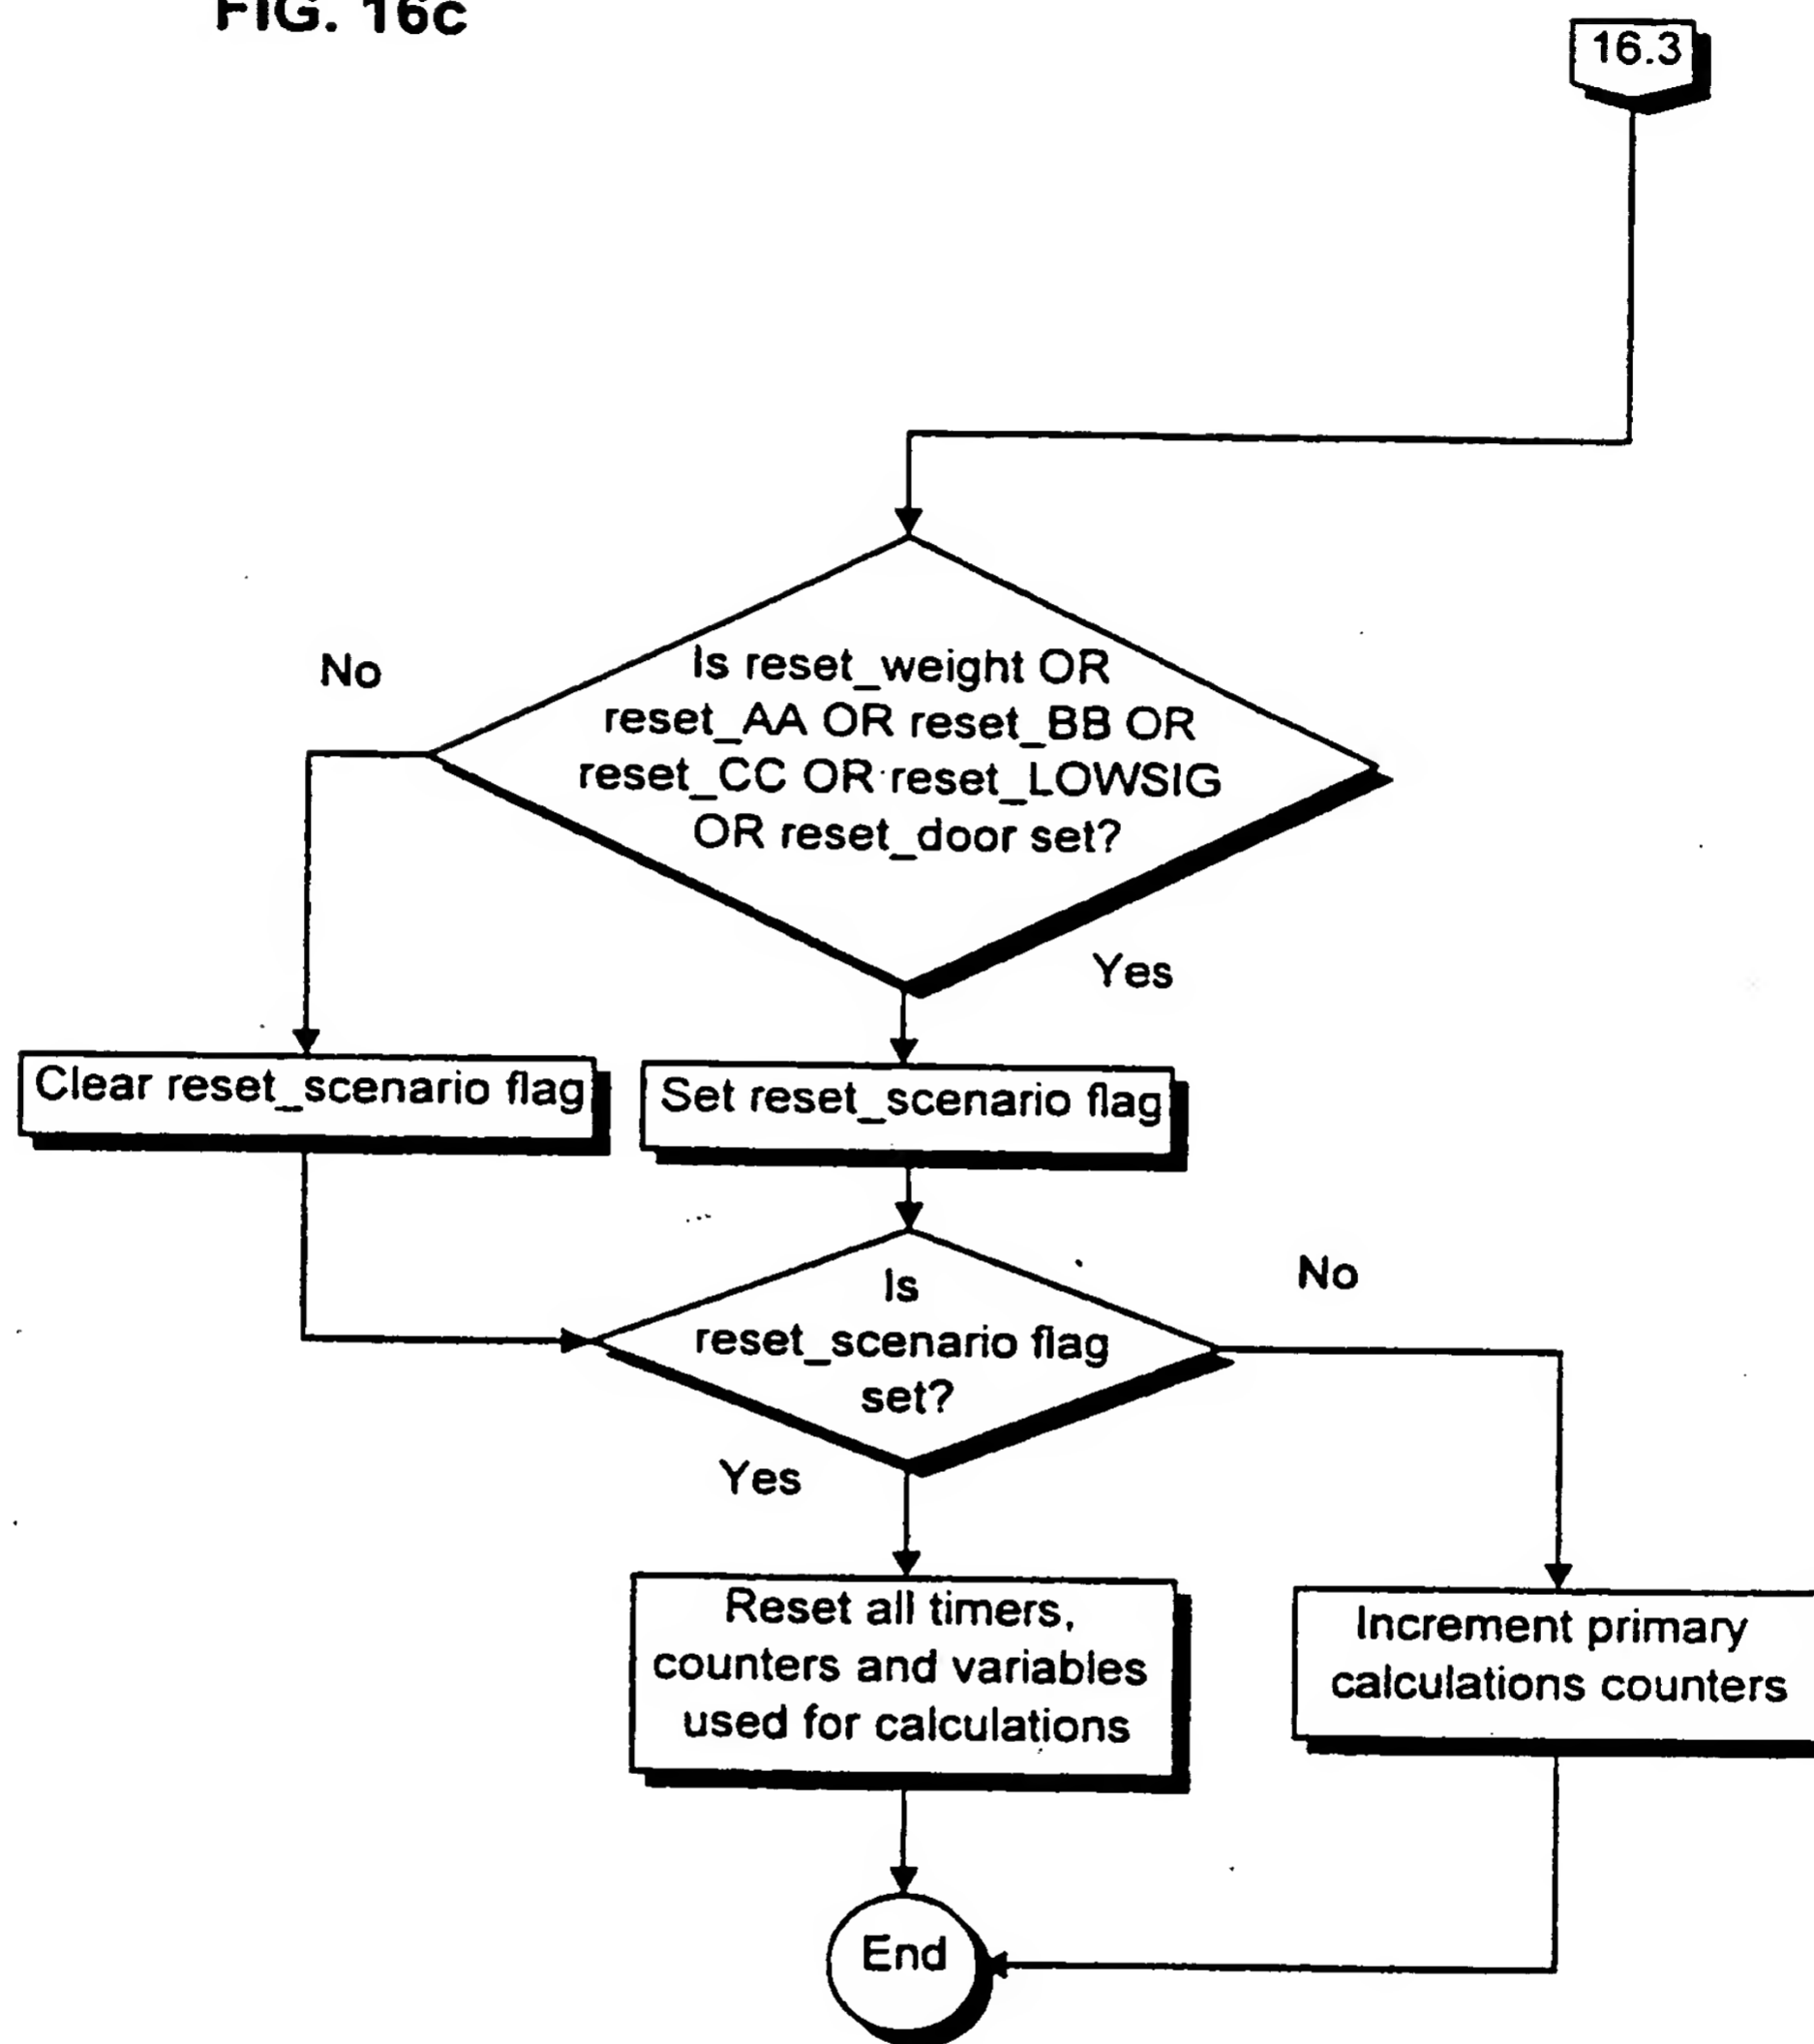 FIG. 16c
16.3
No
Is reset_weight OR
reset_AA OR reset_BB OR
reset_CC OR reset_LOWSIG
OR reset_door set?
Yes
Clear reset_scenario flag
Set reset_scenario flag
Is
reset_scenario flag
set?
No
Yes
Reset all timers,
counters and variables
used for calculations
Increment primary
calculations counters
End